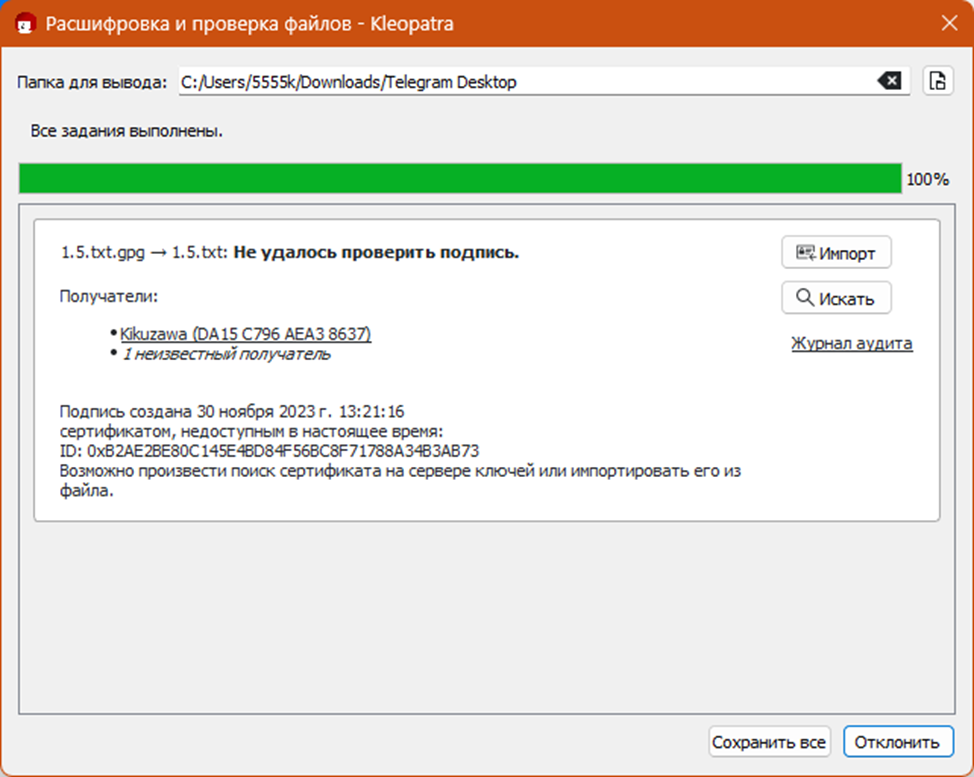 Расшифровка и проверка файлов - Kleopatra
Папка для вывода: C:/Users/5555k/Downloads/Telegram Desktop
Все задания выполнены.
100%
1.5.txt.gpg → 1.5.txt: Не удалось проверить подпись.
Импорт
Получатели:
Искать
•Kikuzawa (DA15 C796 AEA3 8637)
Журнал аудита
• 1 неизвестный получатель
Подпись создана 30 ноября 2023 г. 13:21:16
сертификатом, недоступным в настоящее время:
ID: 0xB2AE2BE80C145E4BD84F56BC8F71788A34B3AB73
Возможно произвести поиск сертификата на сервере ключей или импортировать его из
файла.
Сохранить все
Отклонить